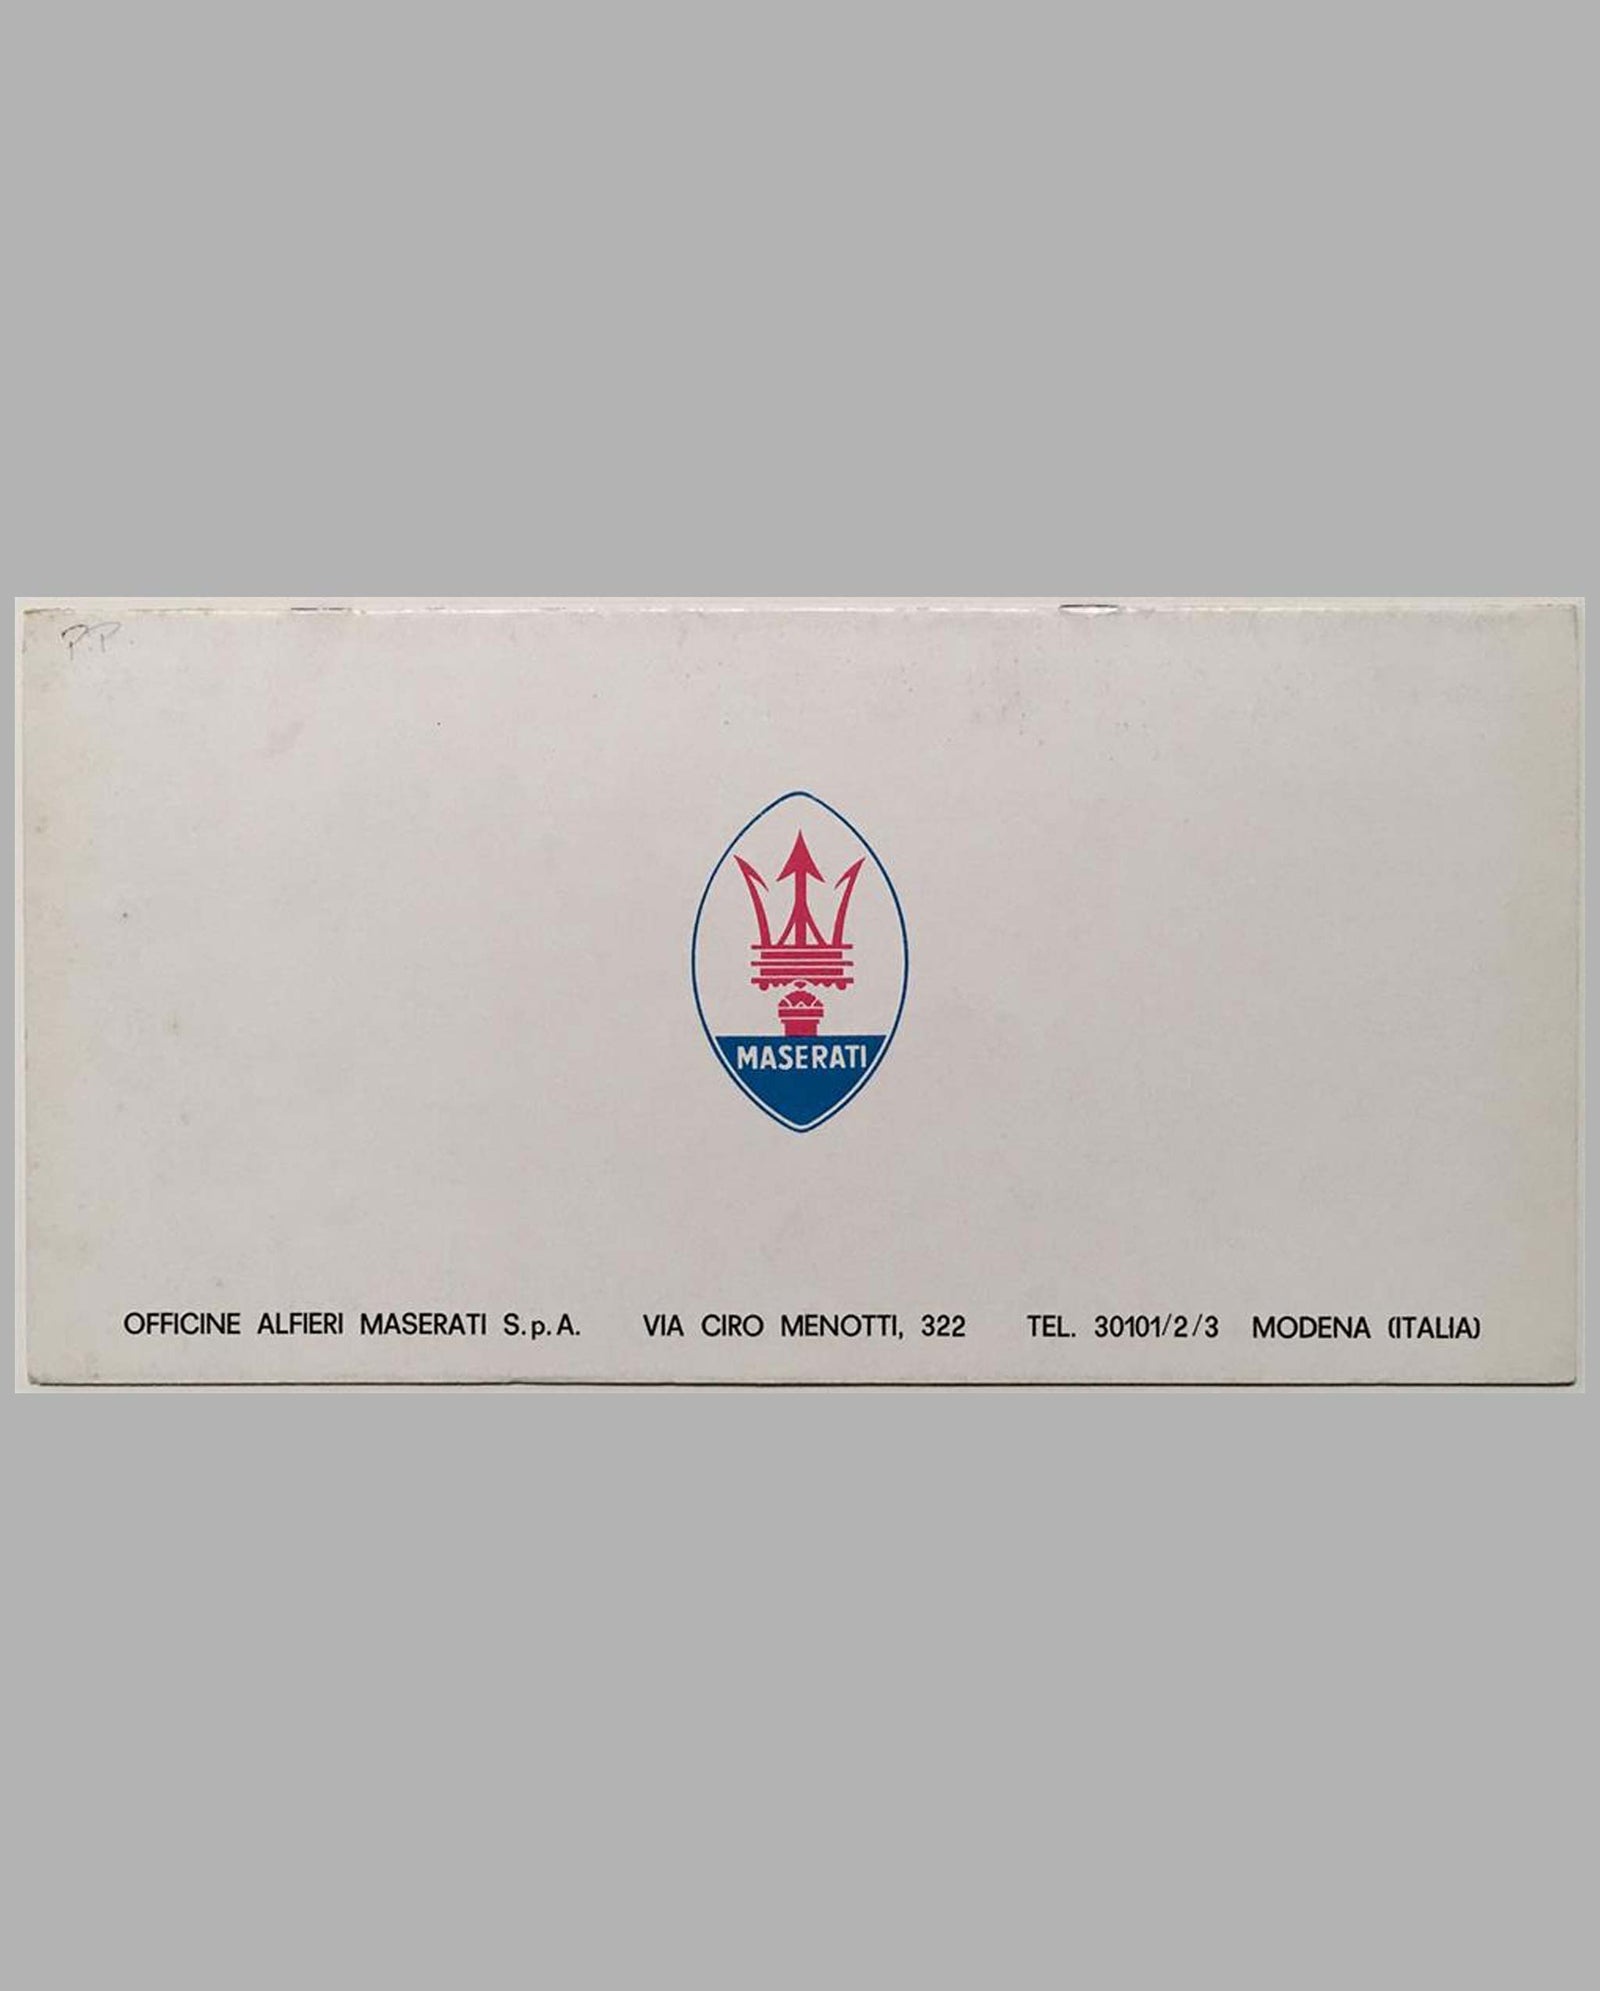 P.P.
MASERATI
OFFICINE ALFIERI MASERATI S.p.A. VIA CIRO MENOTTI, 322 TEL. 30101/2/3 MODENA (ITALIA)